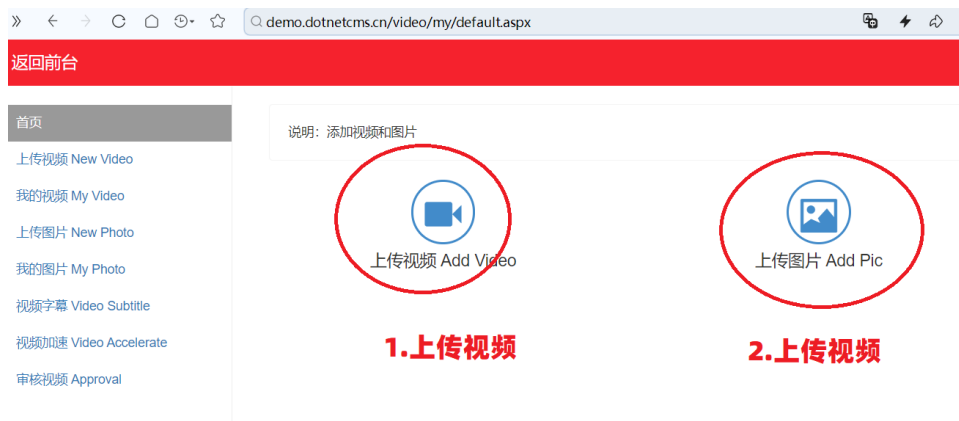 demo.dotnetcms.cn/video/my/default.aspx
返回前台
首页
上传视频 New Video
我的视频 My Video
上传图片 New Photo
我的图片 My Photo
视频字幕 Video Subtitle
视频加速 Video Accelerate
审核视频 Approval
说明：添加视频和图片
上传视频 Add Video
上传图片 Add Pic
1.上传视频
2.上传视频